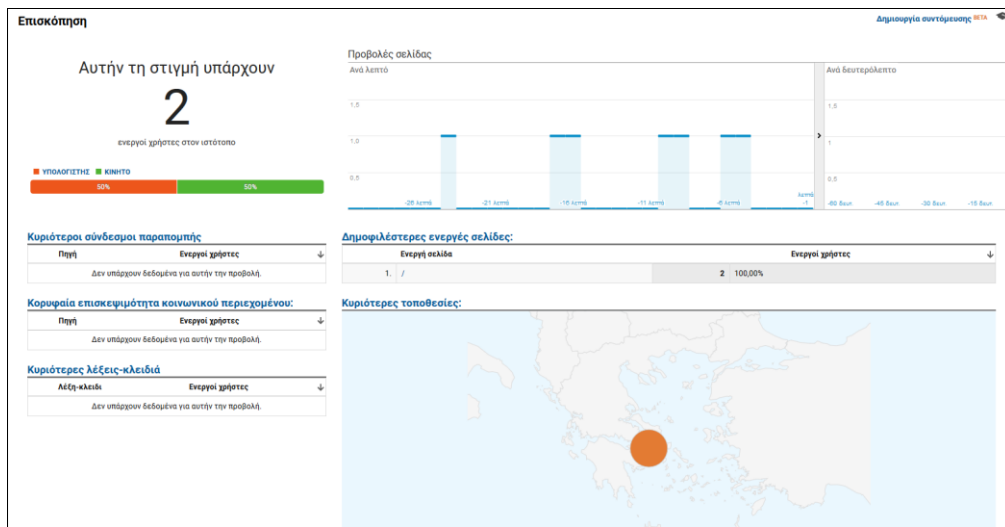 Επισκόπηση
Δημιουργία συντόμευσης BETA
Αυτήν τη στιγμή υπάρχουν
2
ενεργοί χρήστες στον ιστότοπο
ΥΠΟΛΟΓΙΣΤΗΣ ΚΙΝΗΤΟ
50% 50%
Προβολές σελίδας
Ανά λεπτό
Ανά δευτερόλεπτο
1,5
1,0
0,5
-26 λεπτά -21 λεπτά -16 λεπτά -11 λεπτά -6 λεπτά λεπτά -1
1,5
1
0,5
-60 δευτ. -45 δευτ. -30 δευτ. -15 δευτ.
Κυριότεροι σύνδεσμοι παραπομπής
Πηγή Ενεργοί χρήστες
Δεν υπάρχουν δεδομένα για αυτήν την προβολή.
Κορυφαία επισκεψιμότητα κοινωνικού περιεχομένου:
Πηγή Ενεργοί χρήστες
Δεν υπάρχουν δεδομένα για αυτήν την προβολή.
Κυριότερες λέξεις-κλειδιά
Λέξη-κλειδί Ενεργοί χρήστες
Δεν υπάρχουν δεδομένα για αυτήν την προβολή.
Δημοφιλέστερες ενεργές σελίδες:
Ενεργή σελίδα Ενεργοί χρήστες
1. / 2 100,00%
Κυριότερες τοποθεσίες: